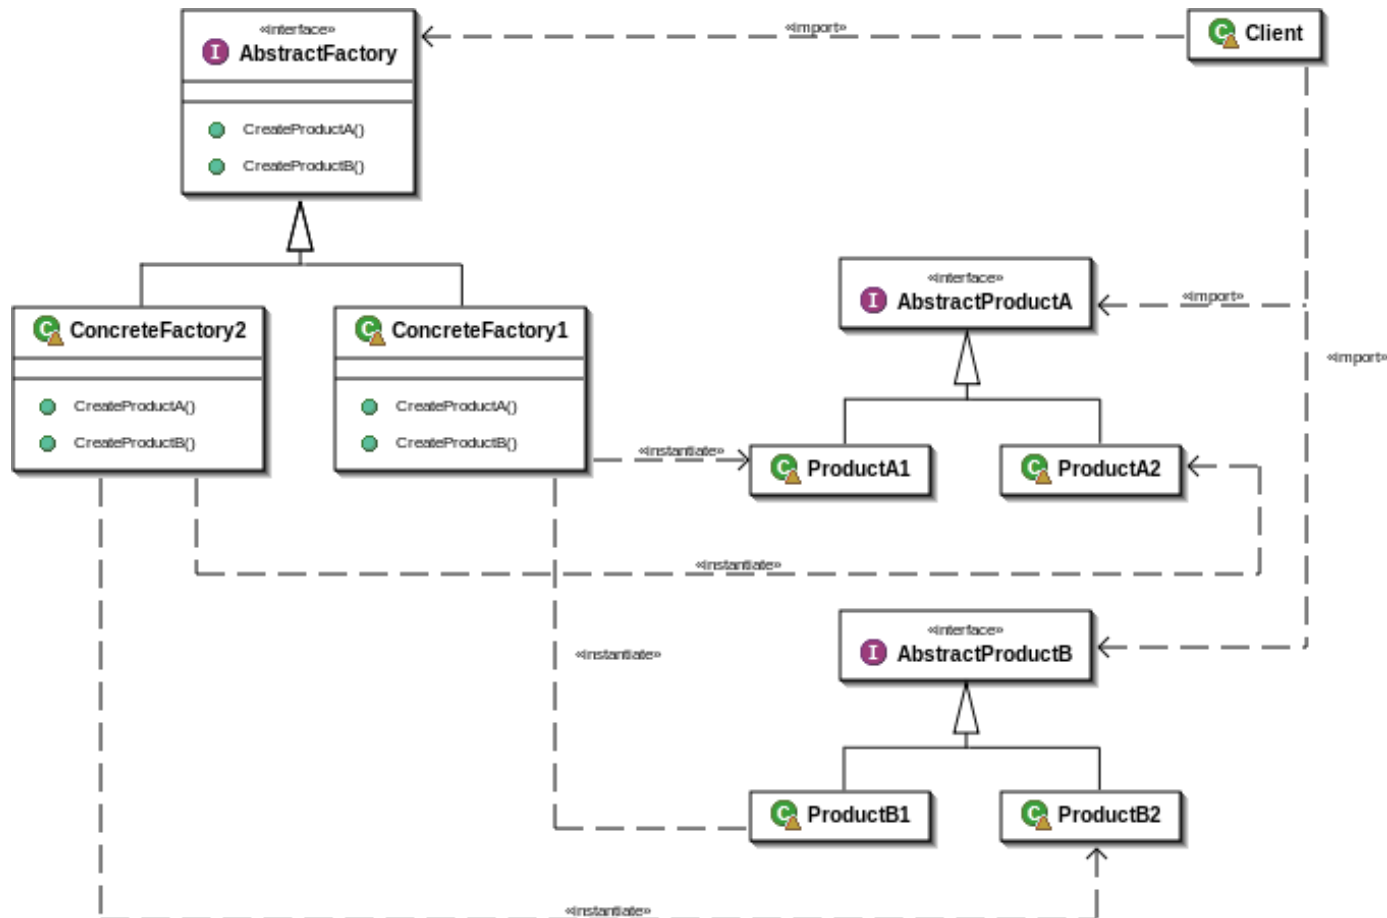 «interface»
I AbstractFactory
CreateProductA()
CreateProductB()
«import»
C Client
C ConcreteFactory2
CreateProductA()
CreateProductB()
C ConcreteFactory1
CreateProductA()
CreateProductB()
«interface»
I AbstractProductA
«import»
«import»
«instantiate»
C ProductA1
C ProductA2
«instantiate»
«interface»
I AbstractProductB
«instantiate»
C ProductB1
C ProductB2
«instantiate»